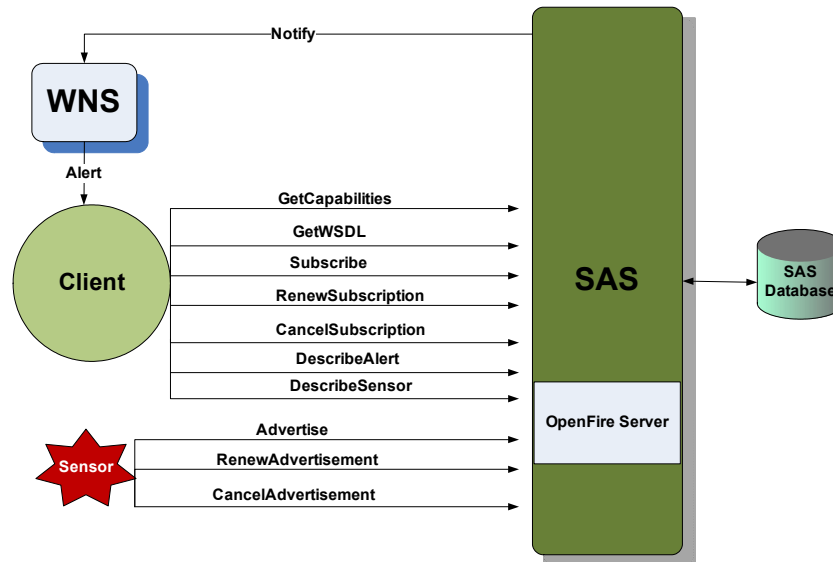 Notify
WNS
Alert
GetCapabilities
GetWSDL
Subscribe
Client
SAS
SAS
Database
RenewSubscription
CancelSubscription
DescribeAlert
DescribeSensor
OpenFire Server
Advertise
Sensor
RenewAdvertisement
CancelAdvertisement